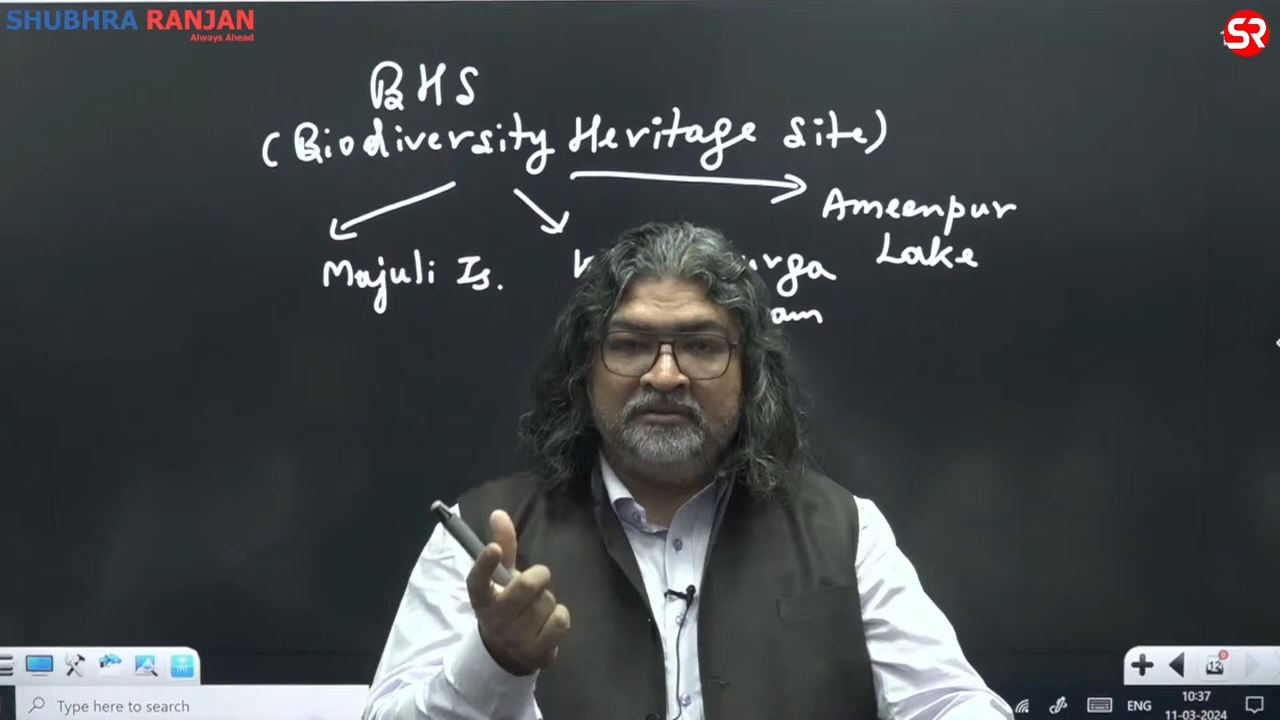 SHUBHRA RANJAN
Always Ahead
SR
BHS
(Biodiversity Heritage Site)
Ameenpur
Lake
Majuli Is.
Type here to search
ENG
10:37
11-03-2024